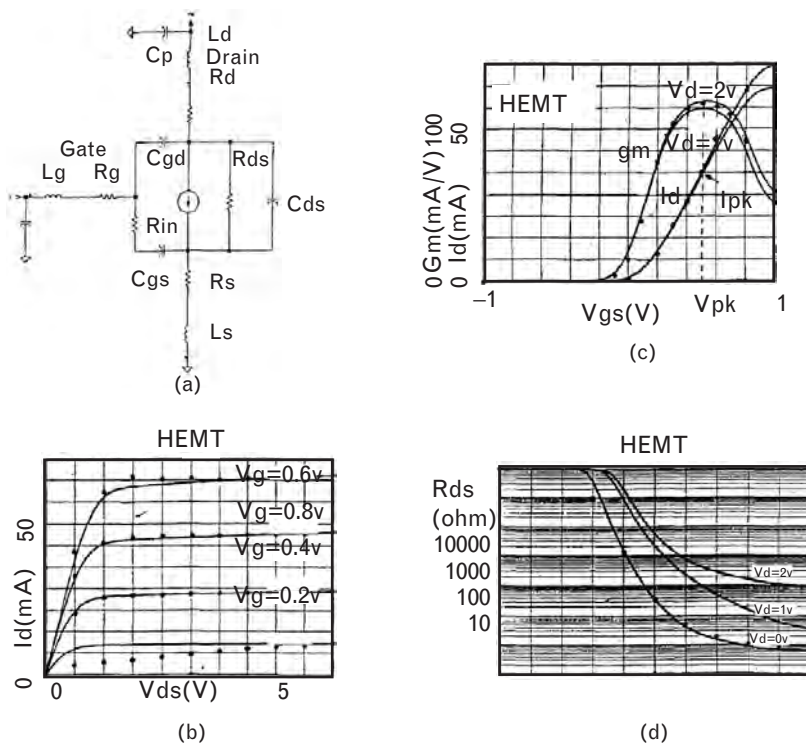 Ld
Cp
Drain
Rd
Gate
Cgd
Rds
Lg
Rg
Cds
Rin
Cgs
Rs
Ls
(a)
HEMT
Vd=2v
gm
Id
Ipk
Gm(mA/V)100
0
Id(mA)
50
0
−1
Vgs(V)
Vpk
1
(c)
HEMT
Vg=0.6v
Vg=0.8v
Vg=0.4v
Vg=0.2v
Id(mA)
50
0
0
Vds(V)
5
(b)
HEMT
Rds
(ohm)
10000
1000
100
10
Vd=2v
Vd=1v
Vd=0v
(d)